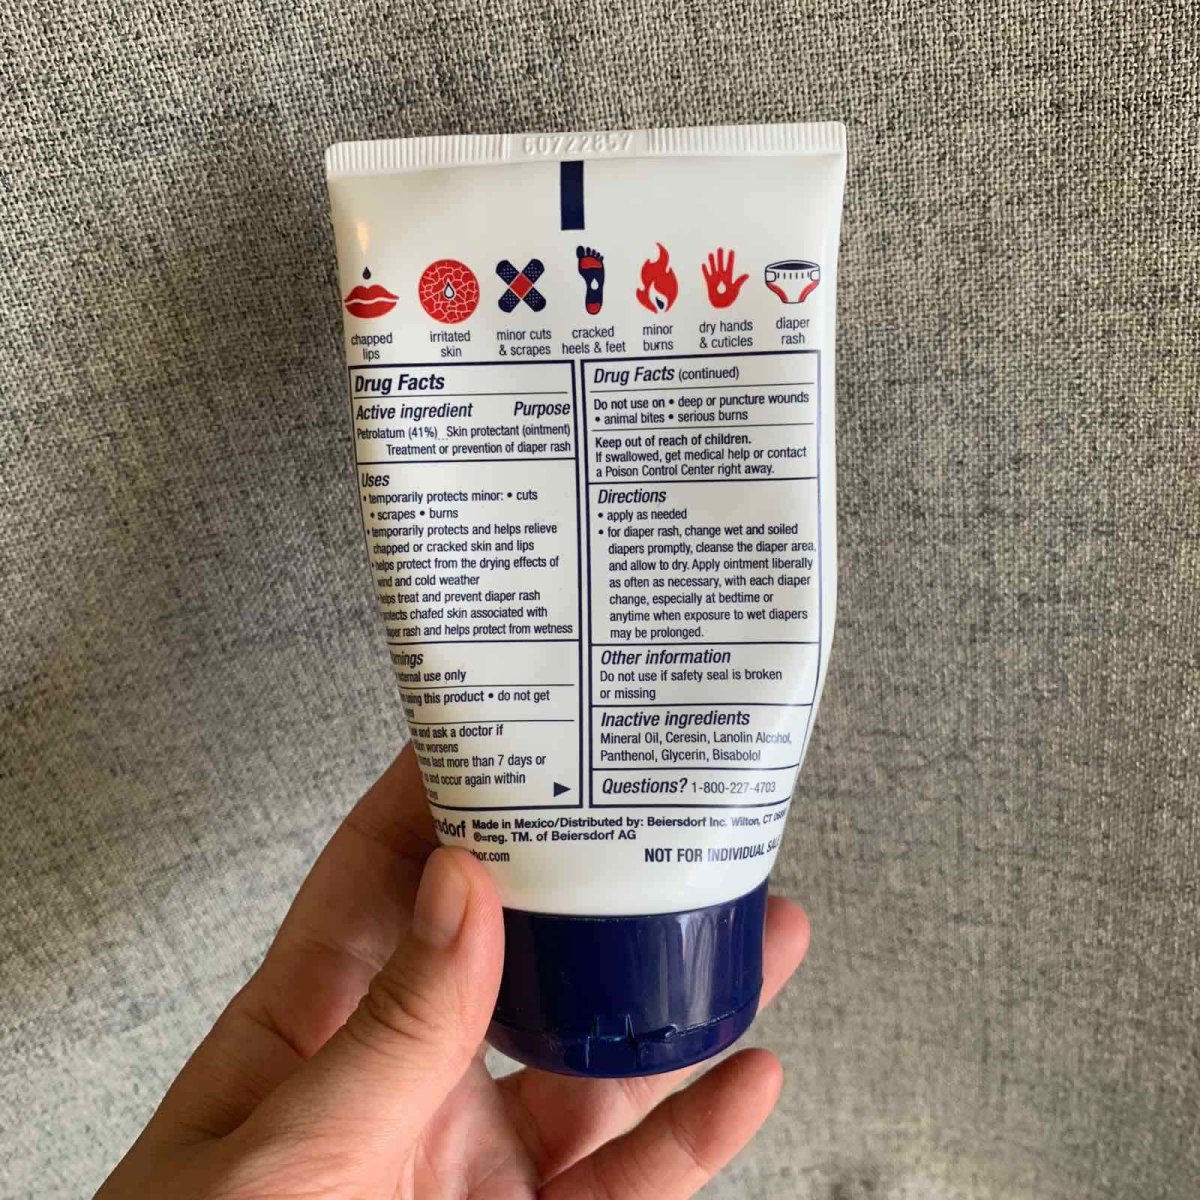 60722857
chapped
lips
irritated
skin
minor cuts
& scrapes
cracked
heels & feet
minor
burns
dry hands
& cuticles
diaper
rash
Drug Facts
Active ingredient Purpose
Petrolatum (41%)...Skin protectant (ointment)
Treatment or prevention of diaper rash
Uses
• temporarily protects minor: • cuts
• scrapes • burns
• temporarily protects and helps relieve
chapped or cracked skin and lips
• helps protect from the drying effects of
wind and cold weather
helps treat and prevent diaper rash
chafed skin associated with
rash and helps protect from wetness
use only
using this product • do not get
and ask a doctor if
worsens
last more than 7 days or
and occur again within
Drug Facts (continued)
Do not use on • deep or puncture wounds
• animal bites • serious burns
Keep out of reach of children.
If swallowed, get medical help or contact
a Poison Control Center right away.
Directions
• apply as needed
• for diaper rash, change wet and soiled
diapers promptly, cleanse the diaper area,
and allow to dry. Apply ointment liberally
as often as necessary, with each diaper
change, especially at bedtime or
anytime when exposure to wet diapers
may be prolonged.
Other information
Do not use if safety seal is broken
or missing
Inactive ingredients
Mineral Oil, Ceresin, Lanolin Alcohol,
Panthenol, Glycerin, Bisabolol
Questions? 1-800-227-4703
Made in Mexico/Distributed by: Beiersdorf Inc. Wilton, CT
®=reg. TM. of Beiersdorf AG
NOT FOR INDIVIDUAL SALE